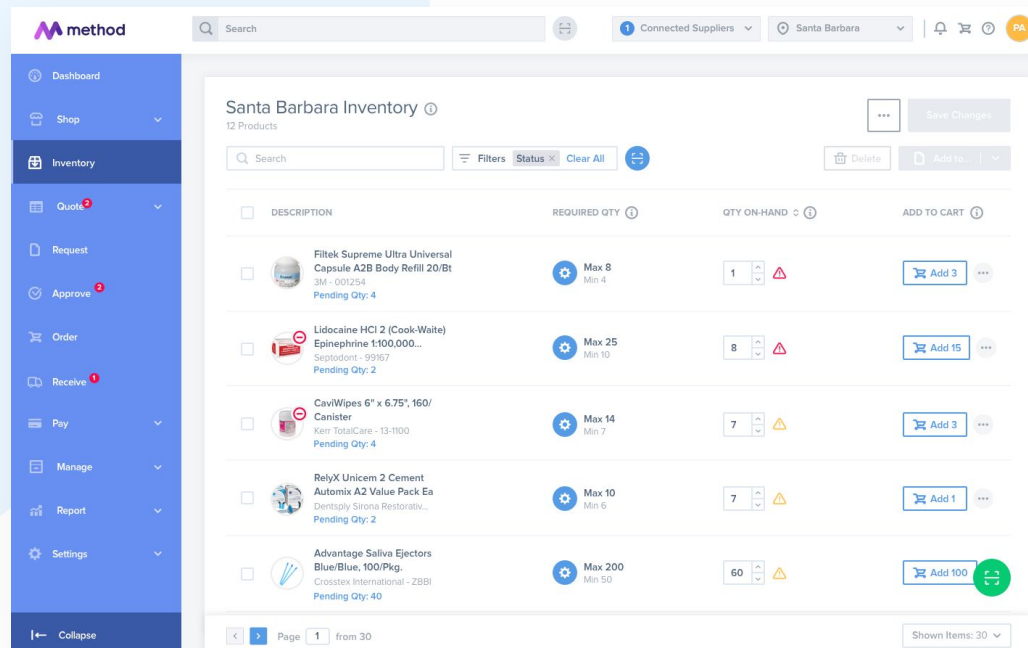 method
Search
1 Connected Suppliers
Santa Barbara
PA
Dashboard
Shop
Inventory
Quote 2
Request
Approve 2
Order
Receive 1
Pay
Manage
Report
Settings
Collapse
Santa Barbara Inventory
12 Products
...
Save Changes
Search
Filters Status × Clear All
Delete
Add to..
DESCRIPTION REQUIRED QTY QTY ON-HAND ADD TO CART
Filtek Supreme Ultra Universal
Capsule A2B Body Refill 20/Bt
3M - 001254
Pending Qty: 4
Max 8
Min 4
1
Add 3
Lidocaine HCl 2 (Cook-Waite)
Epinephrine 1:100,000...
Septodont - 99167
Pending Qty: 2
Max 25
Min 10
8
Add 15
CaviWipes 6" x 6.75", 160/
Canister
Kerr TotalCare - 13-1100
Pending Qty: 4
Max 14
Min 7
7
Add 3
RelyX Unicem 2 Cement
Automix A2 Value Pack Ea
Dentsply Sirona Restorativ...
Pending Qty: 2
Max 10
Min 6
7
Add 1
Advantage Saliva Ejectors
Blue/Blue, 100/Pkg.
Crosstex International - ZBBI
Pending Qty: 40
Max 200
Min 50
60
Add 100
Page 1 from 30
Shown Items: 30